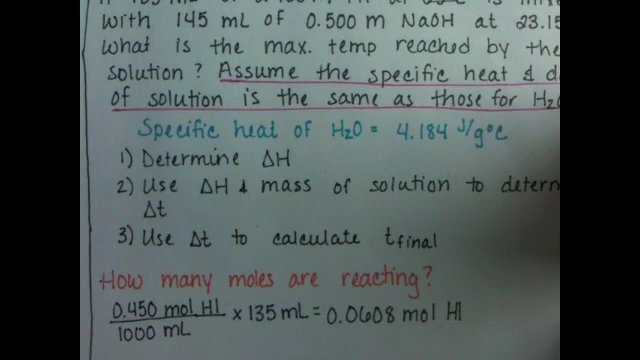 with 145 mL of 0.500 m NaOH at 23.15
What is the max. temp reached by the
solution? Assume the specific heat & d
of solution is the same as those for H₂O
Specific heat of H₂O = 4.184 J/g°C
1) Determine ΔH
2) Use ΔH & mass of solution to determ
Δt
3) Use Δt to calculate t final
How many moles are reacting?
0.450 mol HI
1000 mL
x 135 mL = 0.0608 mol HI